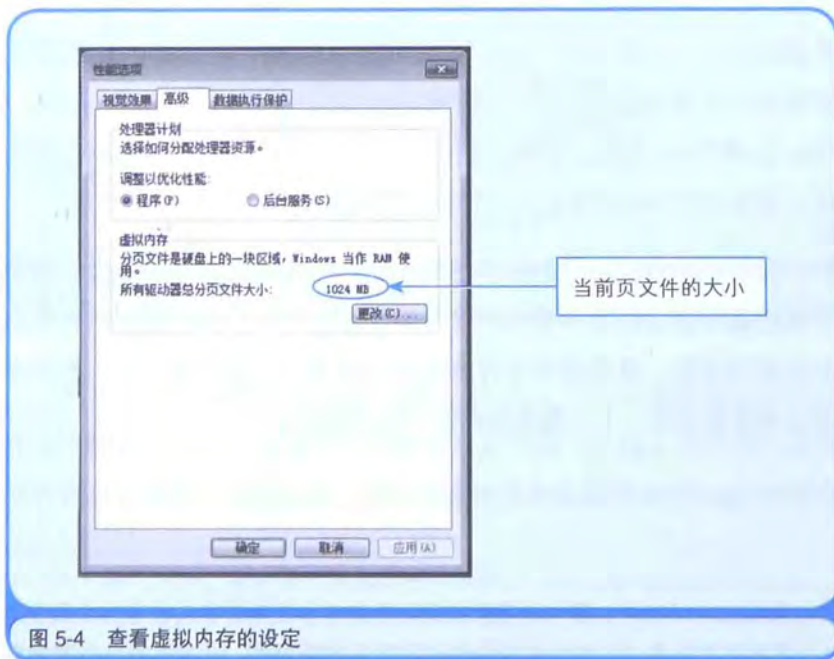 性能选项
视觉效果 高级 数据执行保护
处理器计划
选择如何分配处理器资源。
调整以优化性能:
程序(P) 后台服务(S)
虚拟内存
分页文件是硬盘上的一块区域，Windows 当作 RAM 使
用。
所有驱动器总分页文件大小: 1024 MB
当前页文件的大小
更改(C)...
确定 取消 应用(A)
图 5-4 查看虚拟内存的设定